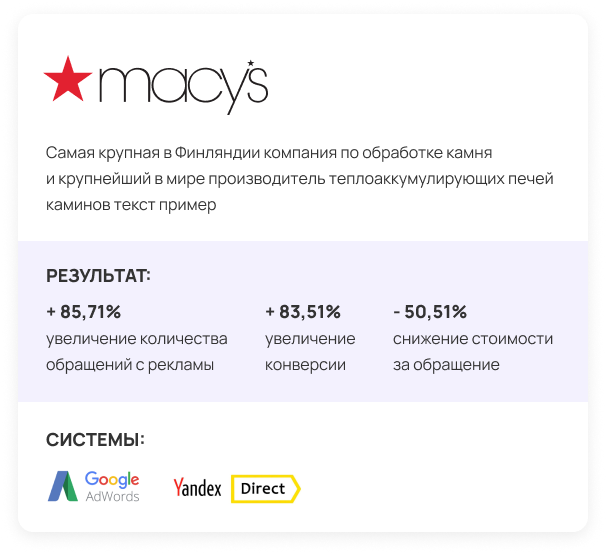 macy's
Самая крупная в Финляндии компания по обработке камня
и крупнейший в мире производитель теплоаккумулирующих печей
каминов текст пример
РЕЗУЛЬТАТ:
+ 85,71%
увеличение количества
обращений с рекламы
+ 83,51%
увеличение
конверсии
- 50,51%
снижение стоимости
за обращение
СИСТЕМЫ:
Google
AdWords
Yandex Direct